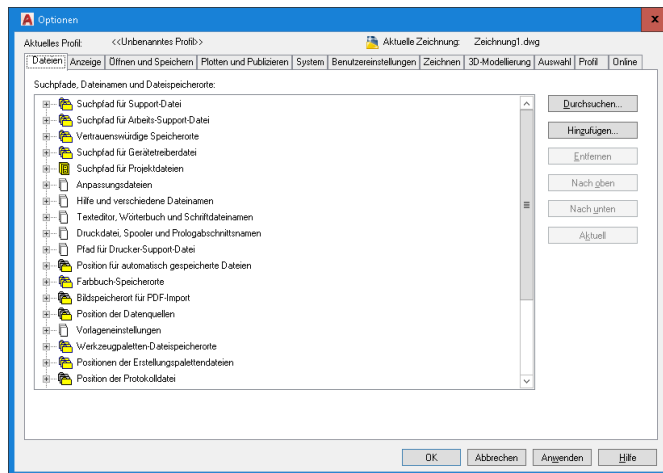 Optionen
Aktuelles Profil: <<Unbenanntes Profil>> Aktuelle Zeichnung: Zeichnung1.dwg
Dateien Anzeige Öffnen und Speichern Plotten und Publizieren System Benutzereinstellungen Zeichnen 3D-Modellierung Auswahl Profil Online
Suchpfade, Dateinamen und Dateispeicherorte:
Suchpfad für Support-Datei
Suchpfad für Arbeits-Support-Datei
Vertrauenswürdige Speicherorte
Suchpfad für Gerätetreiberdatei
Suchpfad für Projektdateien
Anpassungsdateien
Hilfe und verschiedene Dateinamen
Texteditor, Wörterbuch und Schriftdateinamen
Druckdatei, Spooler und Prologabschnittsnamen
Pfad für Drucker-Support-Datei
Position für automatisch gespeicherte Dateien
Farbbuch-Speicherorte
Bildspeicherort für PDF-Import
Position der Datenquellen
Vorlageneinstellungen
Werkzeugpaletten-Dateispeicherorte
Positionen der Erstellungspalettendateien
Position der Protokolldatei
Durchsuchen...
Hinzufügen...
Entfernen
Nach oben
Nach unten
Aktuell
OK Abbrechen Anwenden Hilfe